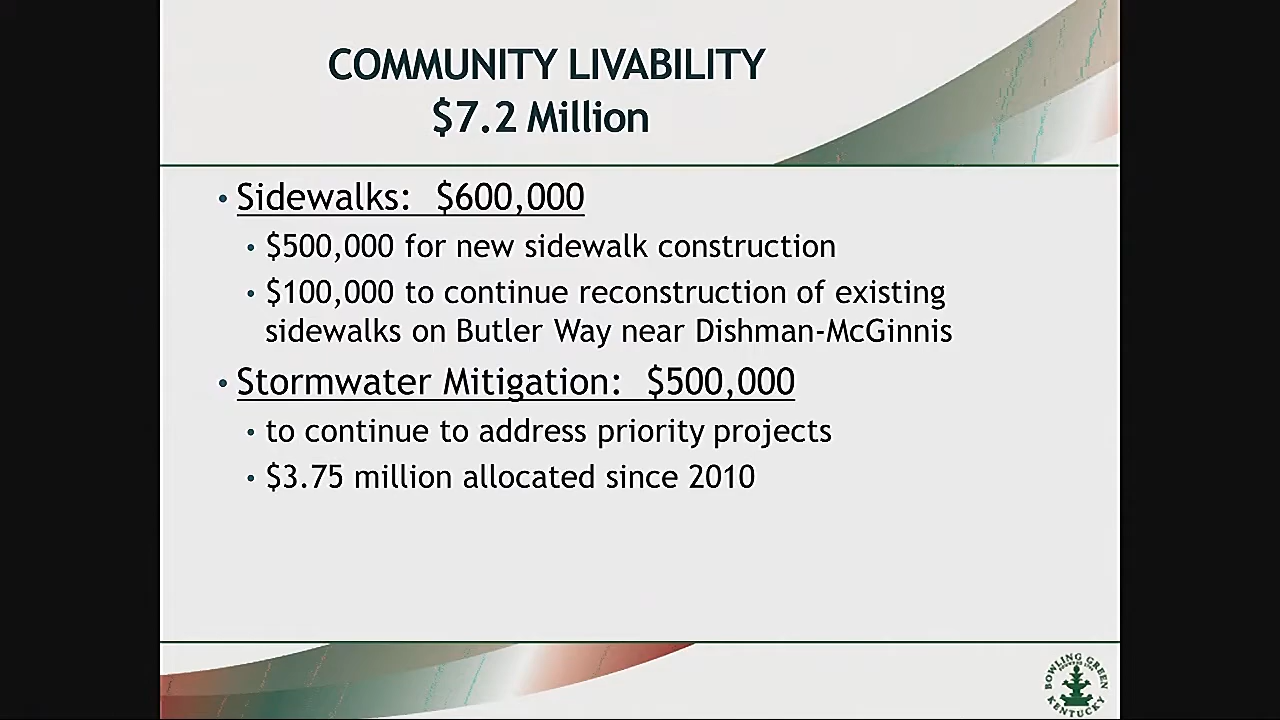 COMMUNITY LIVABILITY
$7.2 Million
• Sidewalks: $600,000
• $500,000 for new sidewalk construction
• $100,000 to continue reconstruction of existing
sidewalks on Butler Way near Dishman-McGinnis
• Stormwater Mitigation: $500,000
• to continue to address priority projects
• $3.75 million allocated since 2010
BOWLING GREEN
KENTUCKY